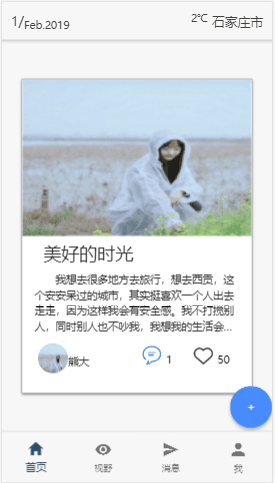 1/Feb.2019
2℃ 石家庄市
美好的时光
我想去很多地方去旅行，想去西贡，这
个安安呆过的城市，其实挺喜欢一个人出去
走走，因为这样我会有安全感。我不打搅别
人，同时别人也不吵我，我想我的生活会...
熊大
1
50
+
首页
视野
消息
我